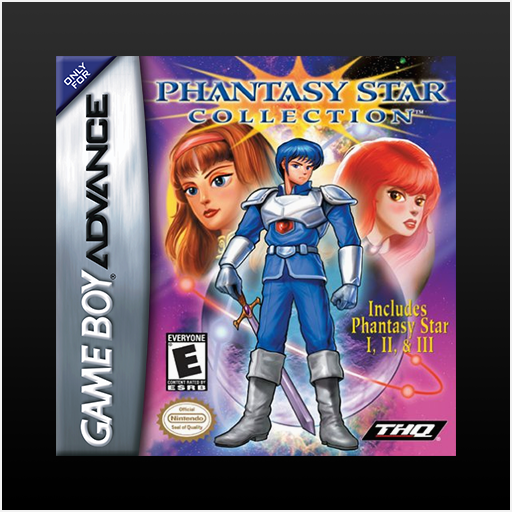 ONLY
FOR
GAME BOY ADVANCE
PHANTASY STAR
COLLECTION™
Includes
Phantasy Star
I, II, & III
EVERYONE
E
CONTENT RATED BY
ESRB
Official
Nintendo
Seal of Quality
THQ